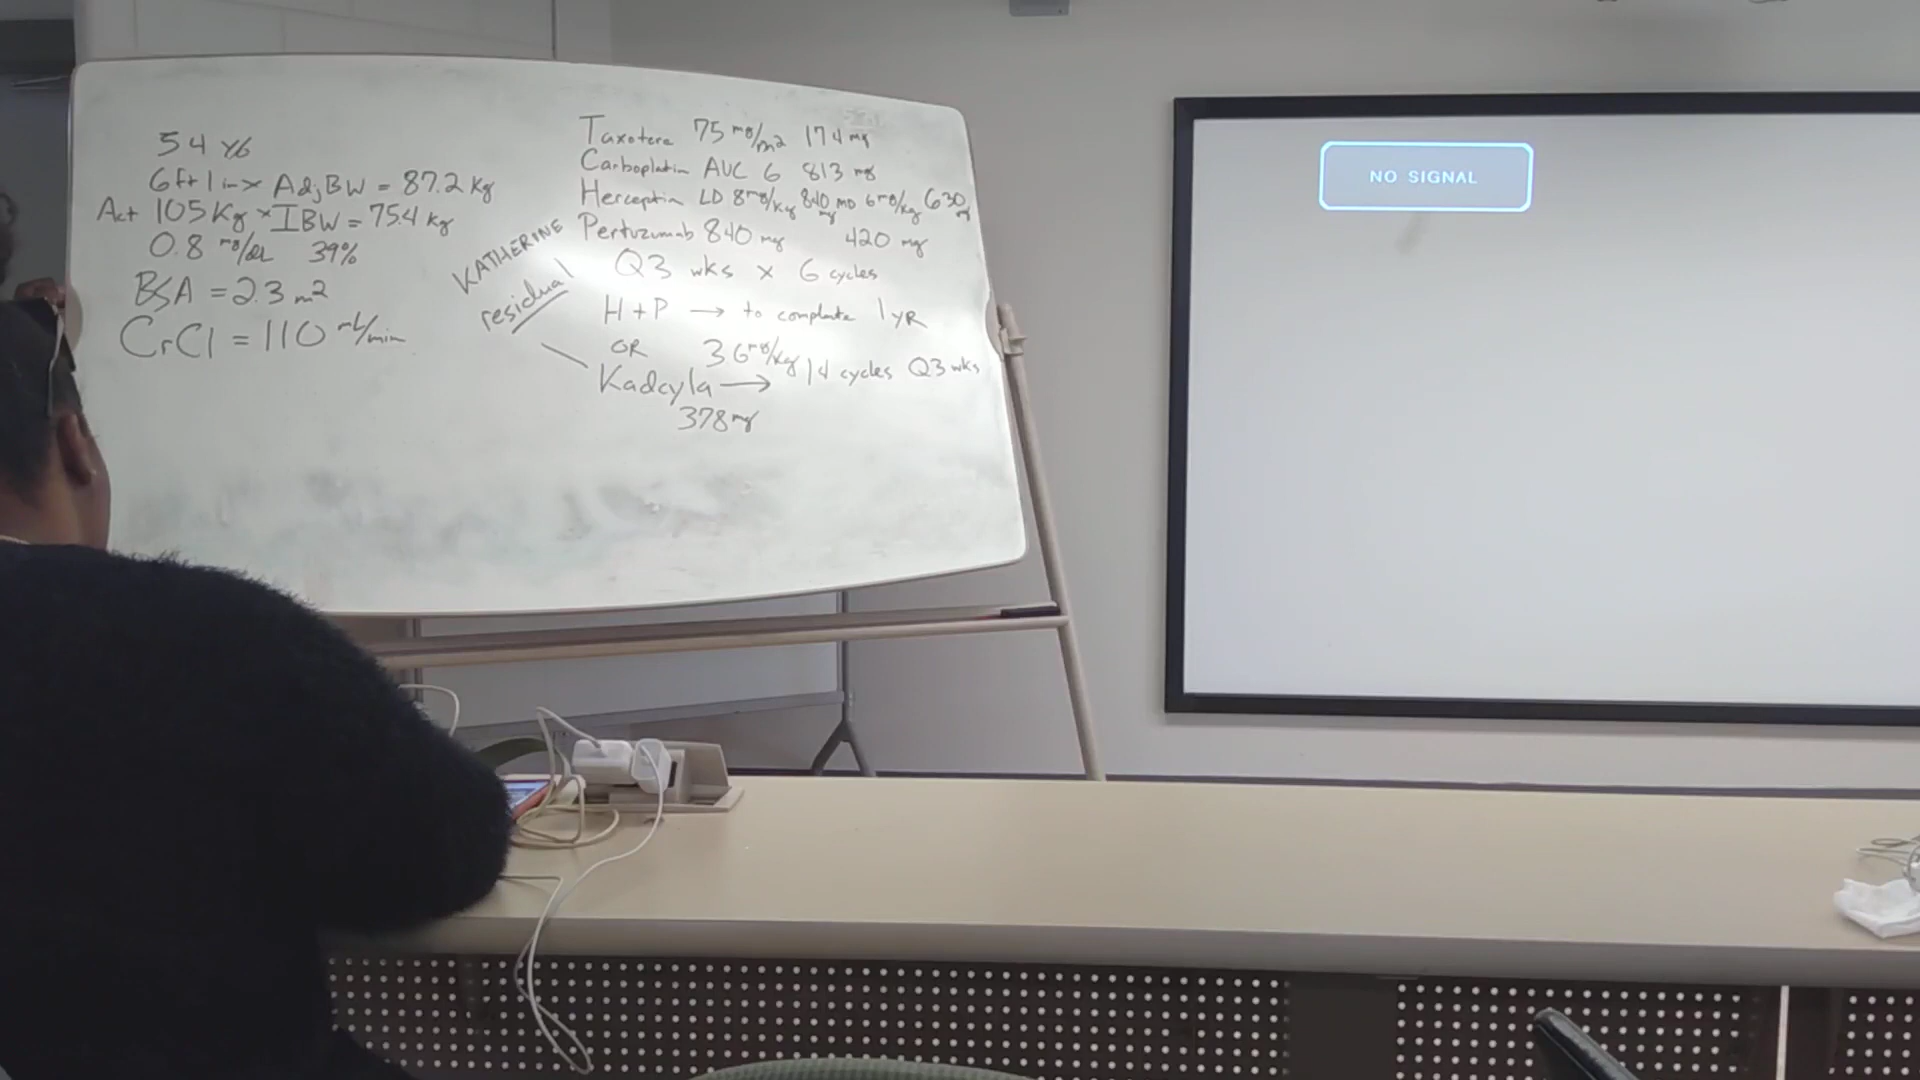 54 yo
6ft 1in x AdjBW = 87.2 kg
Act 105 Kg x IBW = 75.4 kg
0.8 mg/dL 39%
BSA = 2.3 m2
CrCl = 110 mL/min
Taxotere 75 mg/m2 174 mg
Carboplatin AUC 6 813 mg
Herceptin LD 8 mg/kg 840 mg MD 6 mg/kg 630 mg
Pertuzumab 840 mg 420 mg
Q3 wks x 6 cycles
H + P → to complete 1 YR
OR
KATHERINE
residual
Kadcyla → 3.6 mg/kg 14 cycles Q3 wks
378 mg
NO SIGNAL